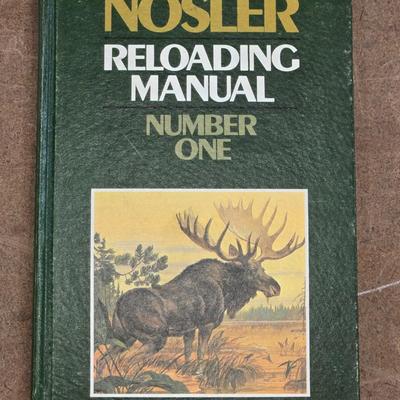 NOSLER
RELOADING
MANUAL
NUMBER
ONE